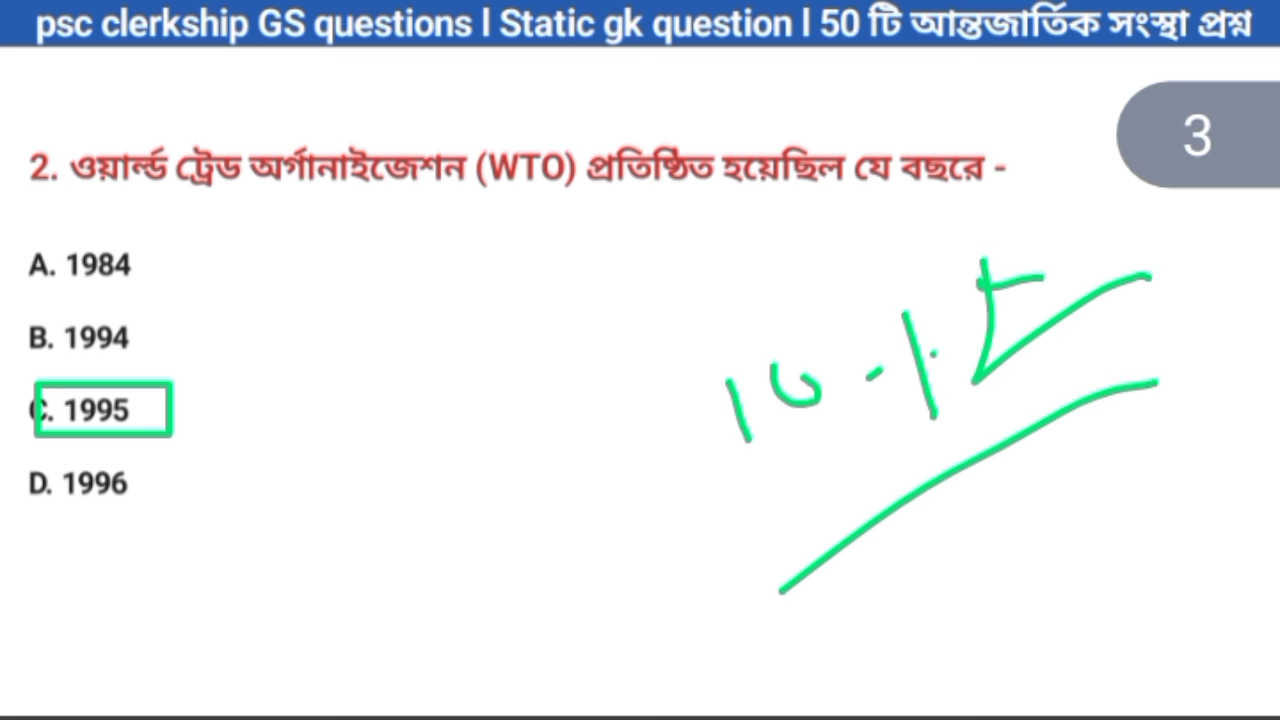 psc clerkship GS questions l Static gk question l 50 টি আন্তজার্তিক সংস্থা প্রশ্ন
3
2. ওয়ার্ল্ড ট্রেড অর্গানাইজেশন (WTO) প্রতিষ্ঠিত হয়েছিল যে বছরে -
A. 1984
B. 1994
C. 1995
D. 1996